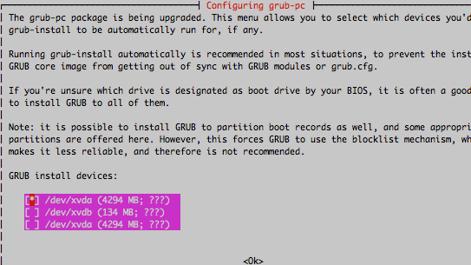 Configuring grub-pc
The grub-pc package is being upgraded. This menu allows you to select which devices you'd
grub-install to be automatically run for, if any.
Running grub-install automatically is recommended in most situations, to prevent the inst
GRUB core image from getting out of sync with GRUB modules or grub.cfg.
If you're unsure which drive is designated as boot drive by your BIOS, it is often a good
to install GRUB to all of them.
Note: it is possible to install GRUB to partition boot records as well, and some appropri
partitions are offered here. However, this forces GRUB to use the blocklist mechanism, wh
makes it less reliable, and therefore is not recommended.
GRUB install devices:
[*] /dev/xvda (4294 MB; ???)
[ ] /dev/xvdb (134 MB; ???)
[ ] /dev/xvda (4294 MB; ???)
<Ok>